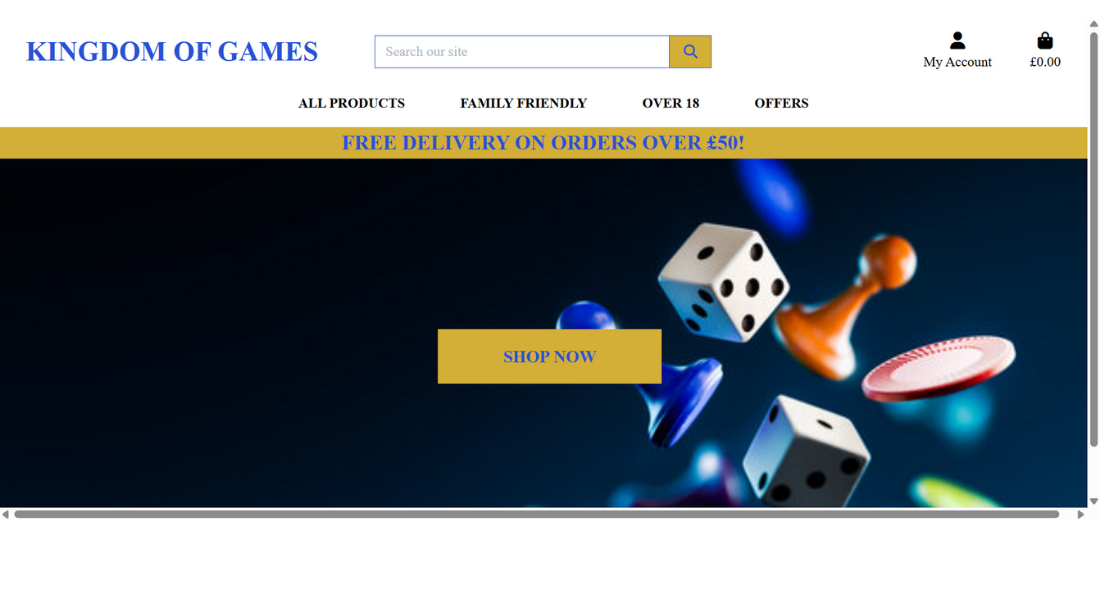 KINGDOM OF GAMES
Search our site
My Account
£0.00
ALL PRODUCTS
FAMILY FRIENDLY
OVER 18
OFFERS
FREE DELIVERY ON ORDERS OVER £50!
SHOP NOW